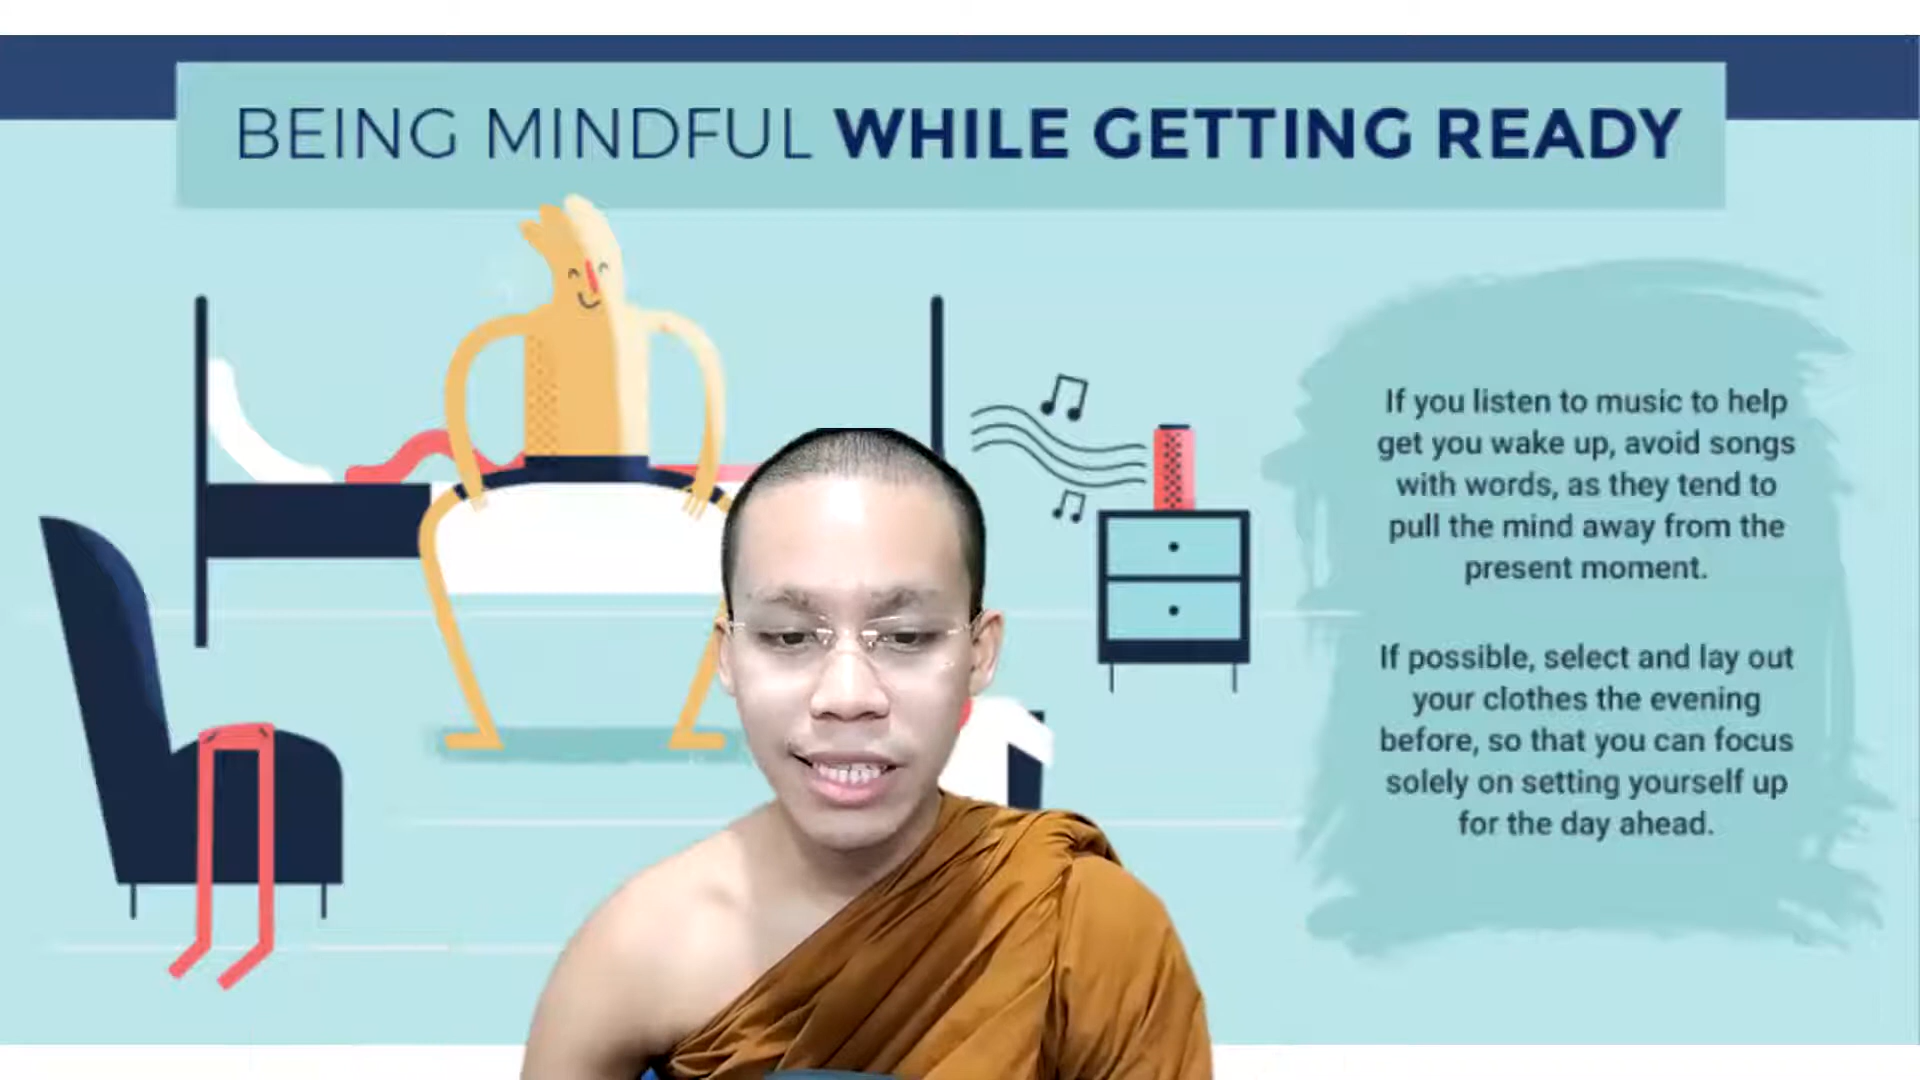 BEING MINDFUL WHILE GETTING READY
If you listen to music to help
get you wake up, avoid songs
with words, as they tend to
pull the mind away from the
present moment.
If possible, select and lay out
your clothes the evening
before, so that you can focus
solely on setting yourself up
for the day ahead.